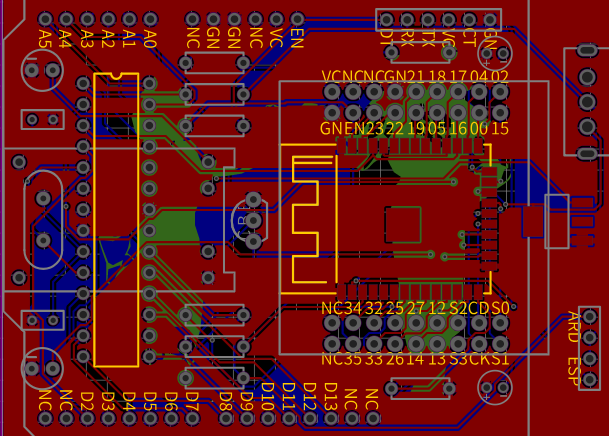 A5 A4 A3 A2 A1 A0 NC GN GN NC VC EN
DT RX TX VC CT GN
VCNCNCGN21 18 17 04 02
GNEN23 22 19 05 16 00 15
NC34 32 25 27 12 S2CDS0
NC35 33 26 14 13 S3CKS1
ARD ESP
NC NC D2 D3 D4 D5 D6 D7 D8 D9 D10 D11 D12 D13 NC NC